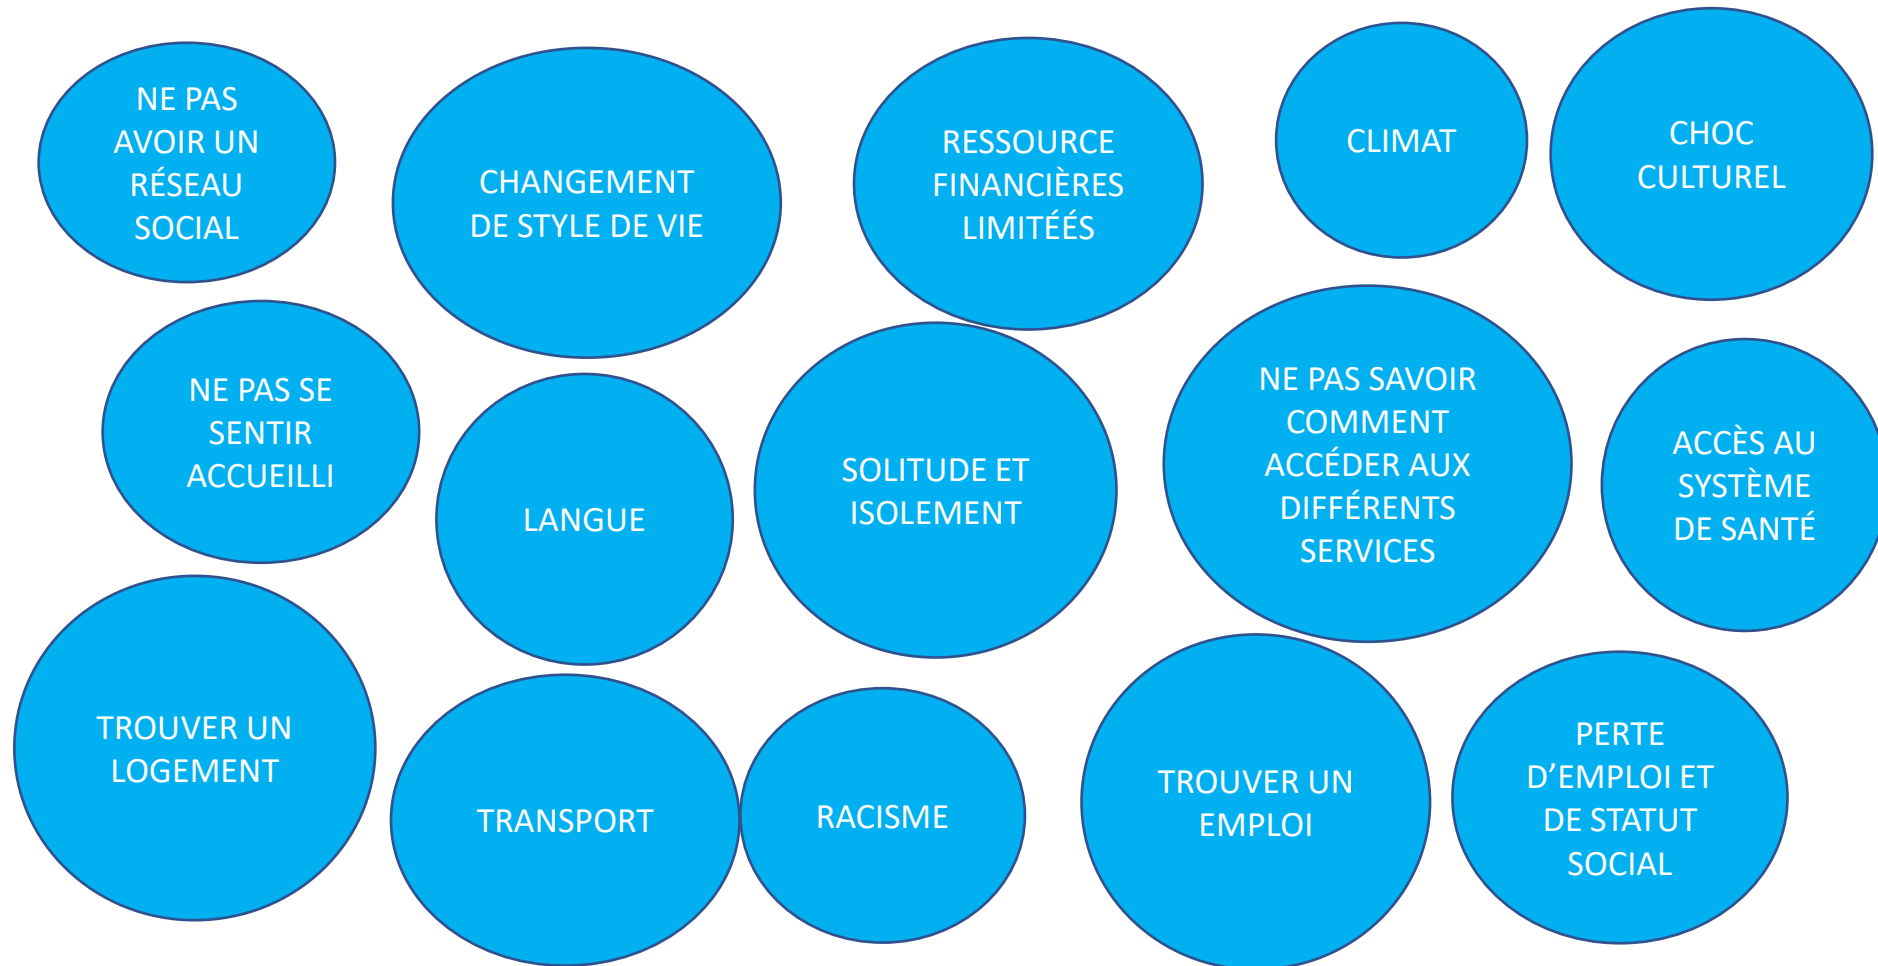 NE PAS
AVOIR UN
RÉSEAU
SOCIAL
CHANGEMENT
DE STYLE DE VIE
RESSOURCE
FINANCIÈRES
LIMITÉÉS
CLIMAT
CHOC
CULTUREL
NE PAS SE
SENTIR
ACCUEILLI
LANGUE
SOLITUDE ET
ISOLEMENT
NE PAS SAVOIR
COMMENT
ACCÉDER AUX
DIFFÉRENTS
SERVICES
ACCÈS AU
SYSTÈME
DE SANTÉ
TROUVER UN
LOGEMENT
TRANSPORT
RACISME
TROUVER UN
EMPLOI
PERTE
D’EMPLOI ET
DE STATUT
SOCIAL